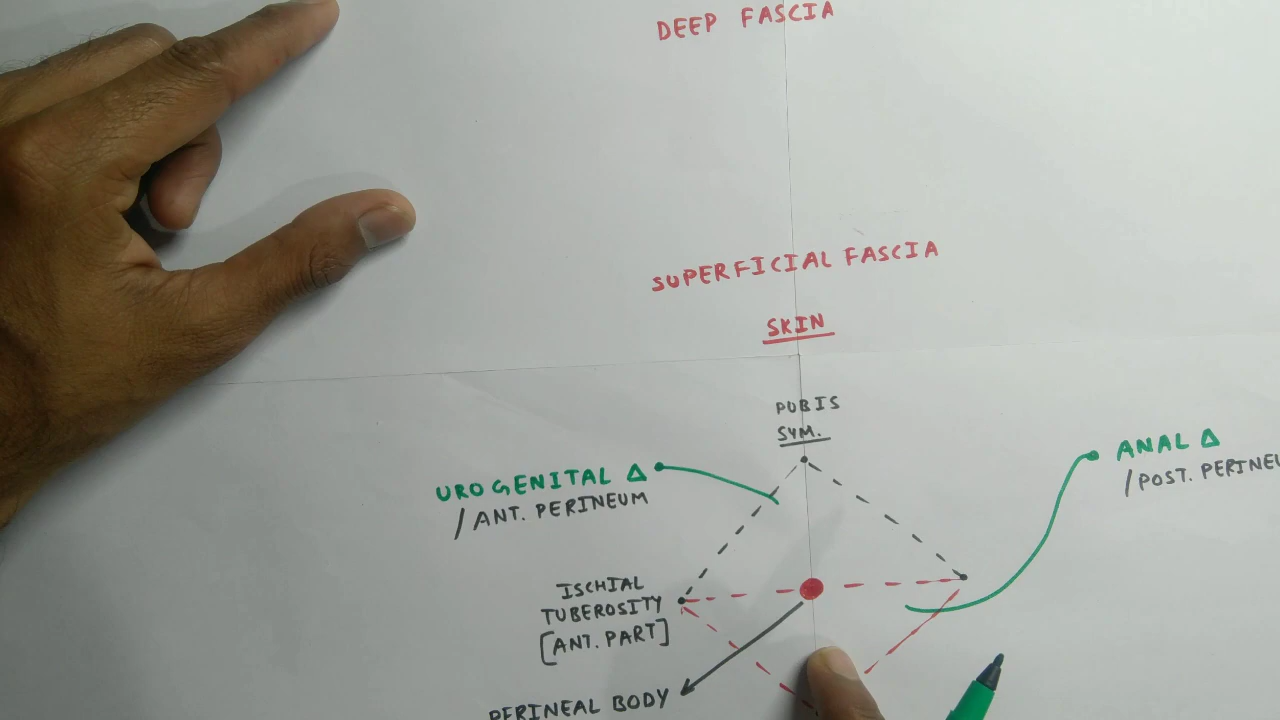 DEEP FASCIA
SUPERFICIAL FASCIA
SKIN
PUBIS
SYM.
UROGENITAL Δ
/ANT. PERINEUM
ANAL Δ
/POST. PERINEU
ISCHIAL
TUBEROSITY
[ANT. PART]
PERINEAL BODY